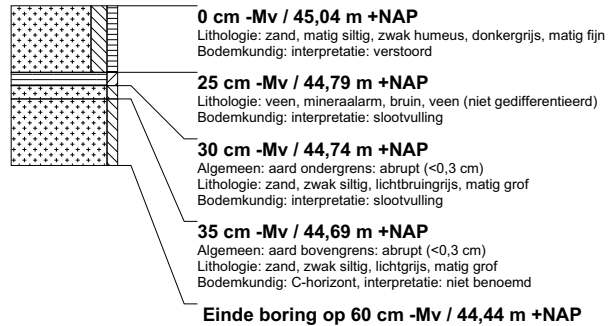 0 cm -Mv / 45,04 m +NAP
Lithologie: zand, matig siltig, zwak humeus, donkergrijs, matig fijn
Bodemkundig: interpretatie: verstoord
25 cm -Mv / 44,79 m +NAP
Lithologie: veen, mineraalarm, bruin, veen (niet gedifferentieerd)
Bodemkundig: interpretatie: slootvulling
30 cm -Mv / 44,74 m +NAP
Algemeen: aard ondergrens: abrupt (<0,3 cm)
Lithologie: zand, zwak siltig, lichtbruingrijs, matig grof
Bodemkundig: interpretatie: slootvulling
35 cm -Mv / 44,69 m +NAP
Algemeen: aard bovengrens: abrupt (<0,3 cm)
Lithologie: zand, zwak siltig, lichtgrijs, matig grof
Bodemkundig: C-horizont, interpretatie: niet benoemd
Einde boring op 60 cm -Mv / 44,44 m +NAP